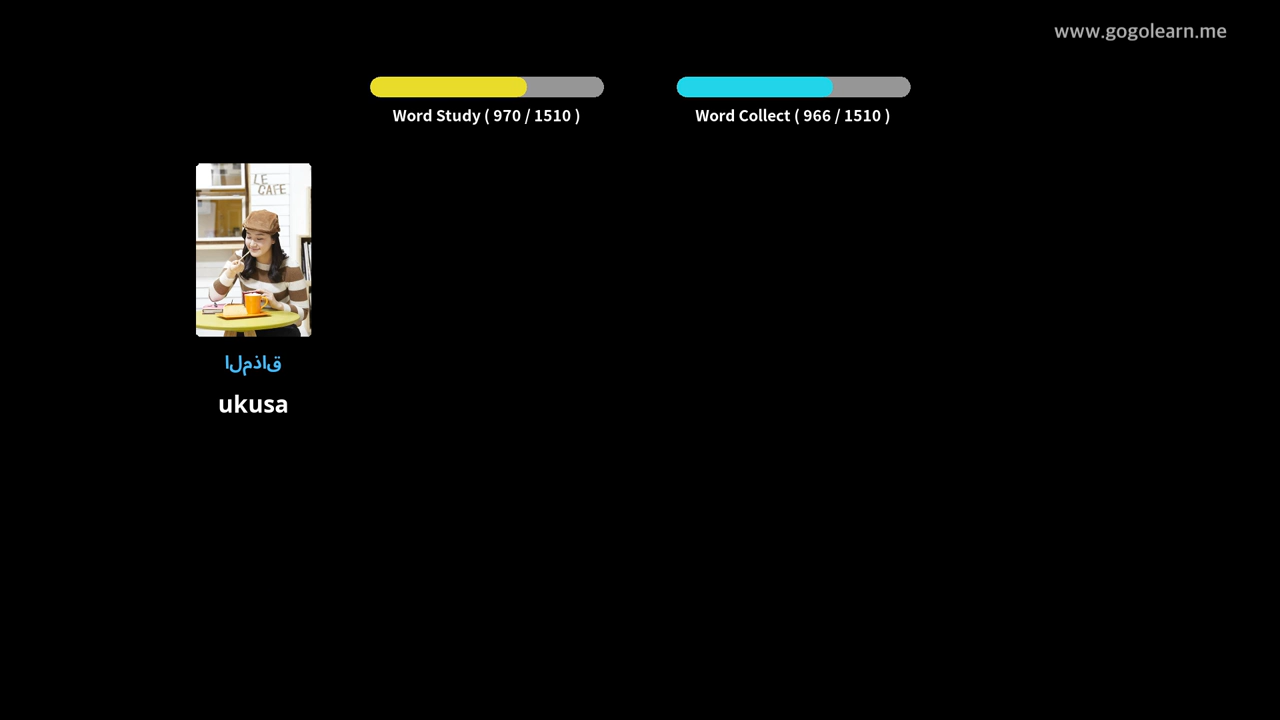 www.gogolearn.me
Word Study ( 970 / 1510 )
Word Collect ( 966 / 1510 )
LE
CAFE
المذاق
ukusa